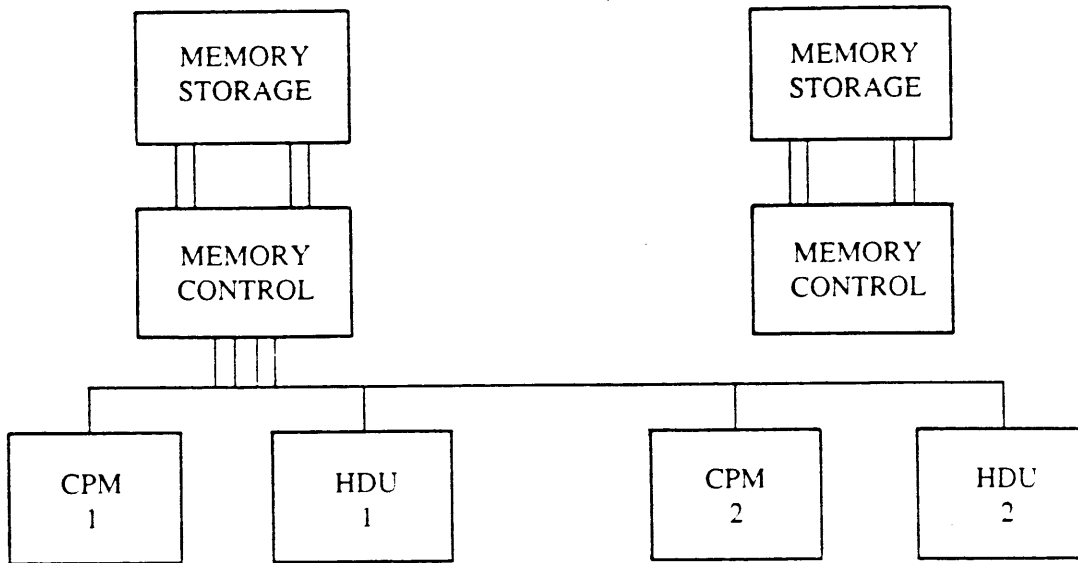 MEMORY
STORAGE
MEMORY
STORAGE
MEMORY
CONTROL
MEMORY
CONTROL
CPM
1
HDU
1
CPM
2
HDU
2